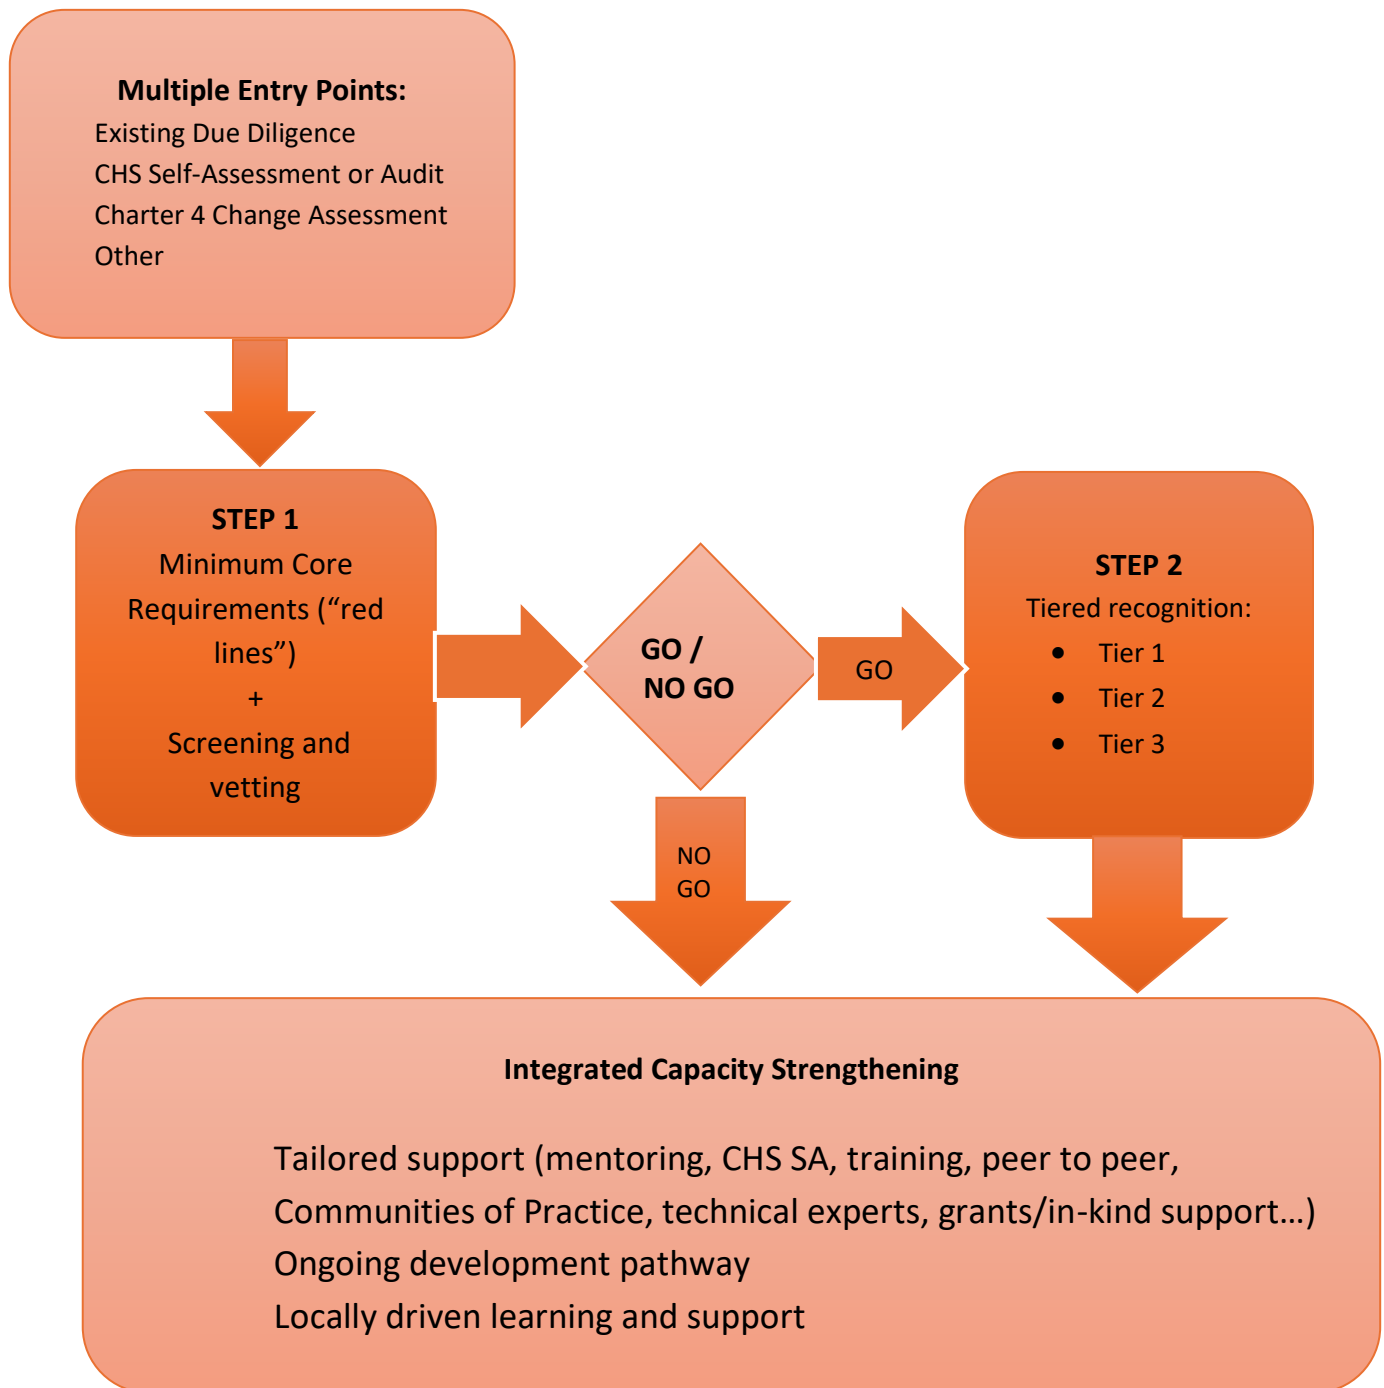 Multiple Entry Points:
Existing Due Diligence
CHS Self-Assessment or Audit
Charter 4 Change Assessment
Other
STEP 1
Minimum Core
Requirements (“red
lines”)
+
Screening and
vetting
GO /
NO GO
GO
STEP 2
Tiered recognition:
● Tier 1
● Tier 2
● Tier 3
NO
GO
Integrated Capacity Strengthening
Tailored support (mentoring, CHS SA, training, peer to peer,
Communities of Practice, technical experts, grants/in-kind support…)
Ongoing development pathway
Locally driven learning and support